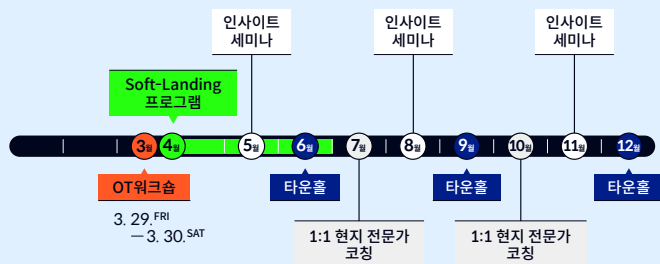 인사이트
세미나
인사이트
세미나
인사이트
세미나
Soft-Landing
프로그램
3월 4월 5월 6월 7월 8월 9월 10월 11월 12월
OT워크숍
타운홀
타운홀
타운홀
3. 29.FRI
—3. 30.SAT
1:1 현지 전문가
코칭
1:1 현지 전문가
코칭